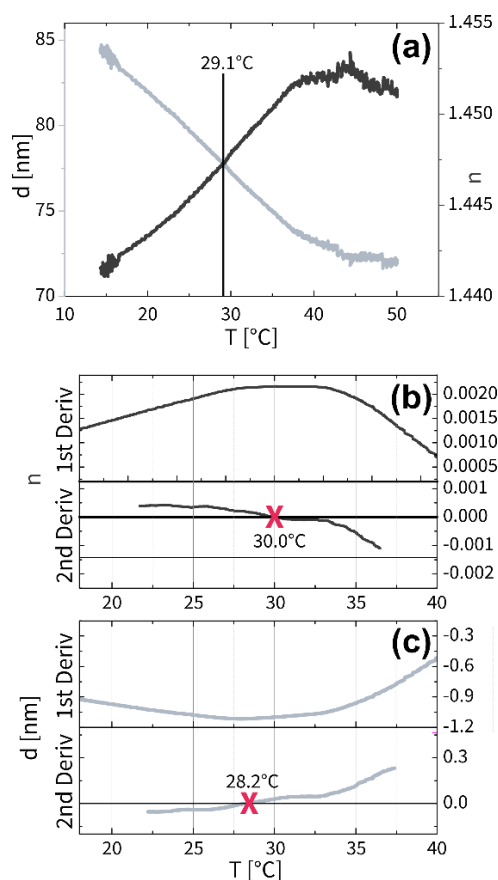 (a)
85
80
75
70
d [nm]
29.1°C
1.455
1.450
1.445
1.440
n
10 20 30 40 50
T [°C]
(b)
1st Deriv
0.0020
0.0015
0.0010
0.0005
n
2nd Deriv
0.001
0.000
-0.001
-0.002
30.0°C
20 25 30 35 40
(c)
1st Deriv
-0.3
-0.6
-0.9
-1.2
d [nm]
2nd Deriv
28.2°C
0.3
0.0
20 25 30 35 40
T [°C]